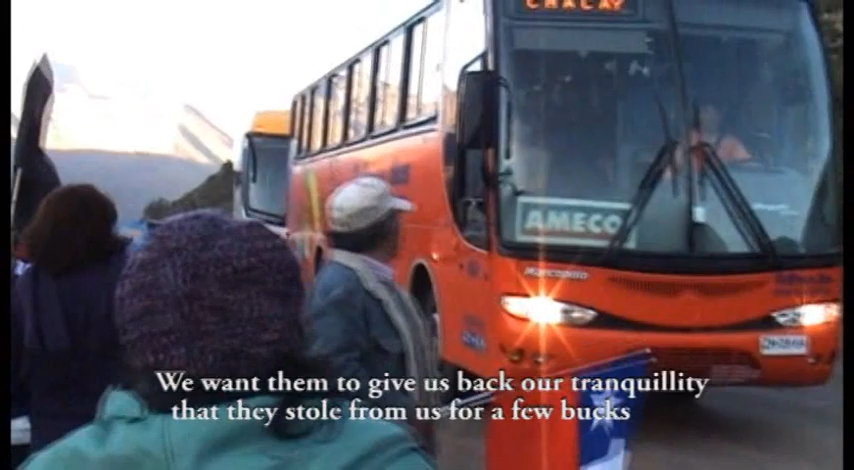 CHACAY
AMECO
Marcopolo
We want them to give us back our tranquillity
that they stole from us for a few bucks